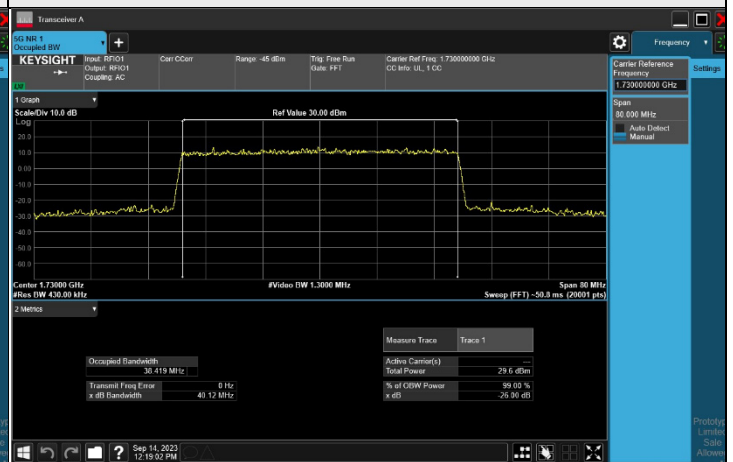 Transceiver A
5G NR 1
Occupied BW
Frequency
KEYSIGHT
Input: RFIO1
Output: RFIO1
Coupling: AC
Corr CCorr
Range: -45 dBm
Trig: Free Run
Gate: FFT
Carrier Ref Freq: 1.730000000 GHz
CC Info: UL, 1 CC
Carrier Reference
Frequency
1.730000000 GHz
Settings
Span
80.000 MHz
Auto Detect
Manual
1 Graph
Scale/Div 10.0 dB
Ref Value 30.00 dBm
Log
20.0
10.0
0.00
-10.0
-20.0
-30.0
-40.0
-50.0
-60.0
Center 1.73000 GHz
#Video BW 1.3000 MHz
Span 80 MHz
#Res BW 430.00 kHz
Sweep (FFT) ~50.8 ms (20001 pts)
2 Metrics
Measure Trace
Trace 1
Occupied Bandwidth
38.419 MHz
Active Carrier(s)
---
Total Power
29.6 dBm
Transmit Freq Error
0 Hz
% of OBW Power
99.00 %
x dB Bandwidth
40.12 MHz
x dB
-26.00 dB
Sep 14, 2023
12:19:02 PM
Limited
Sale